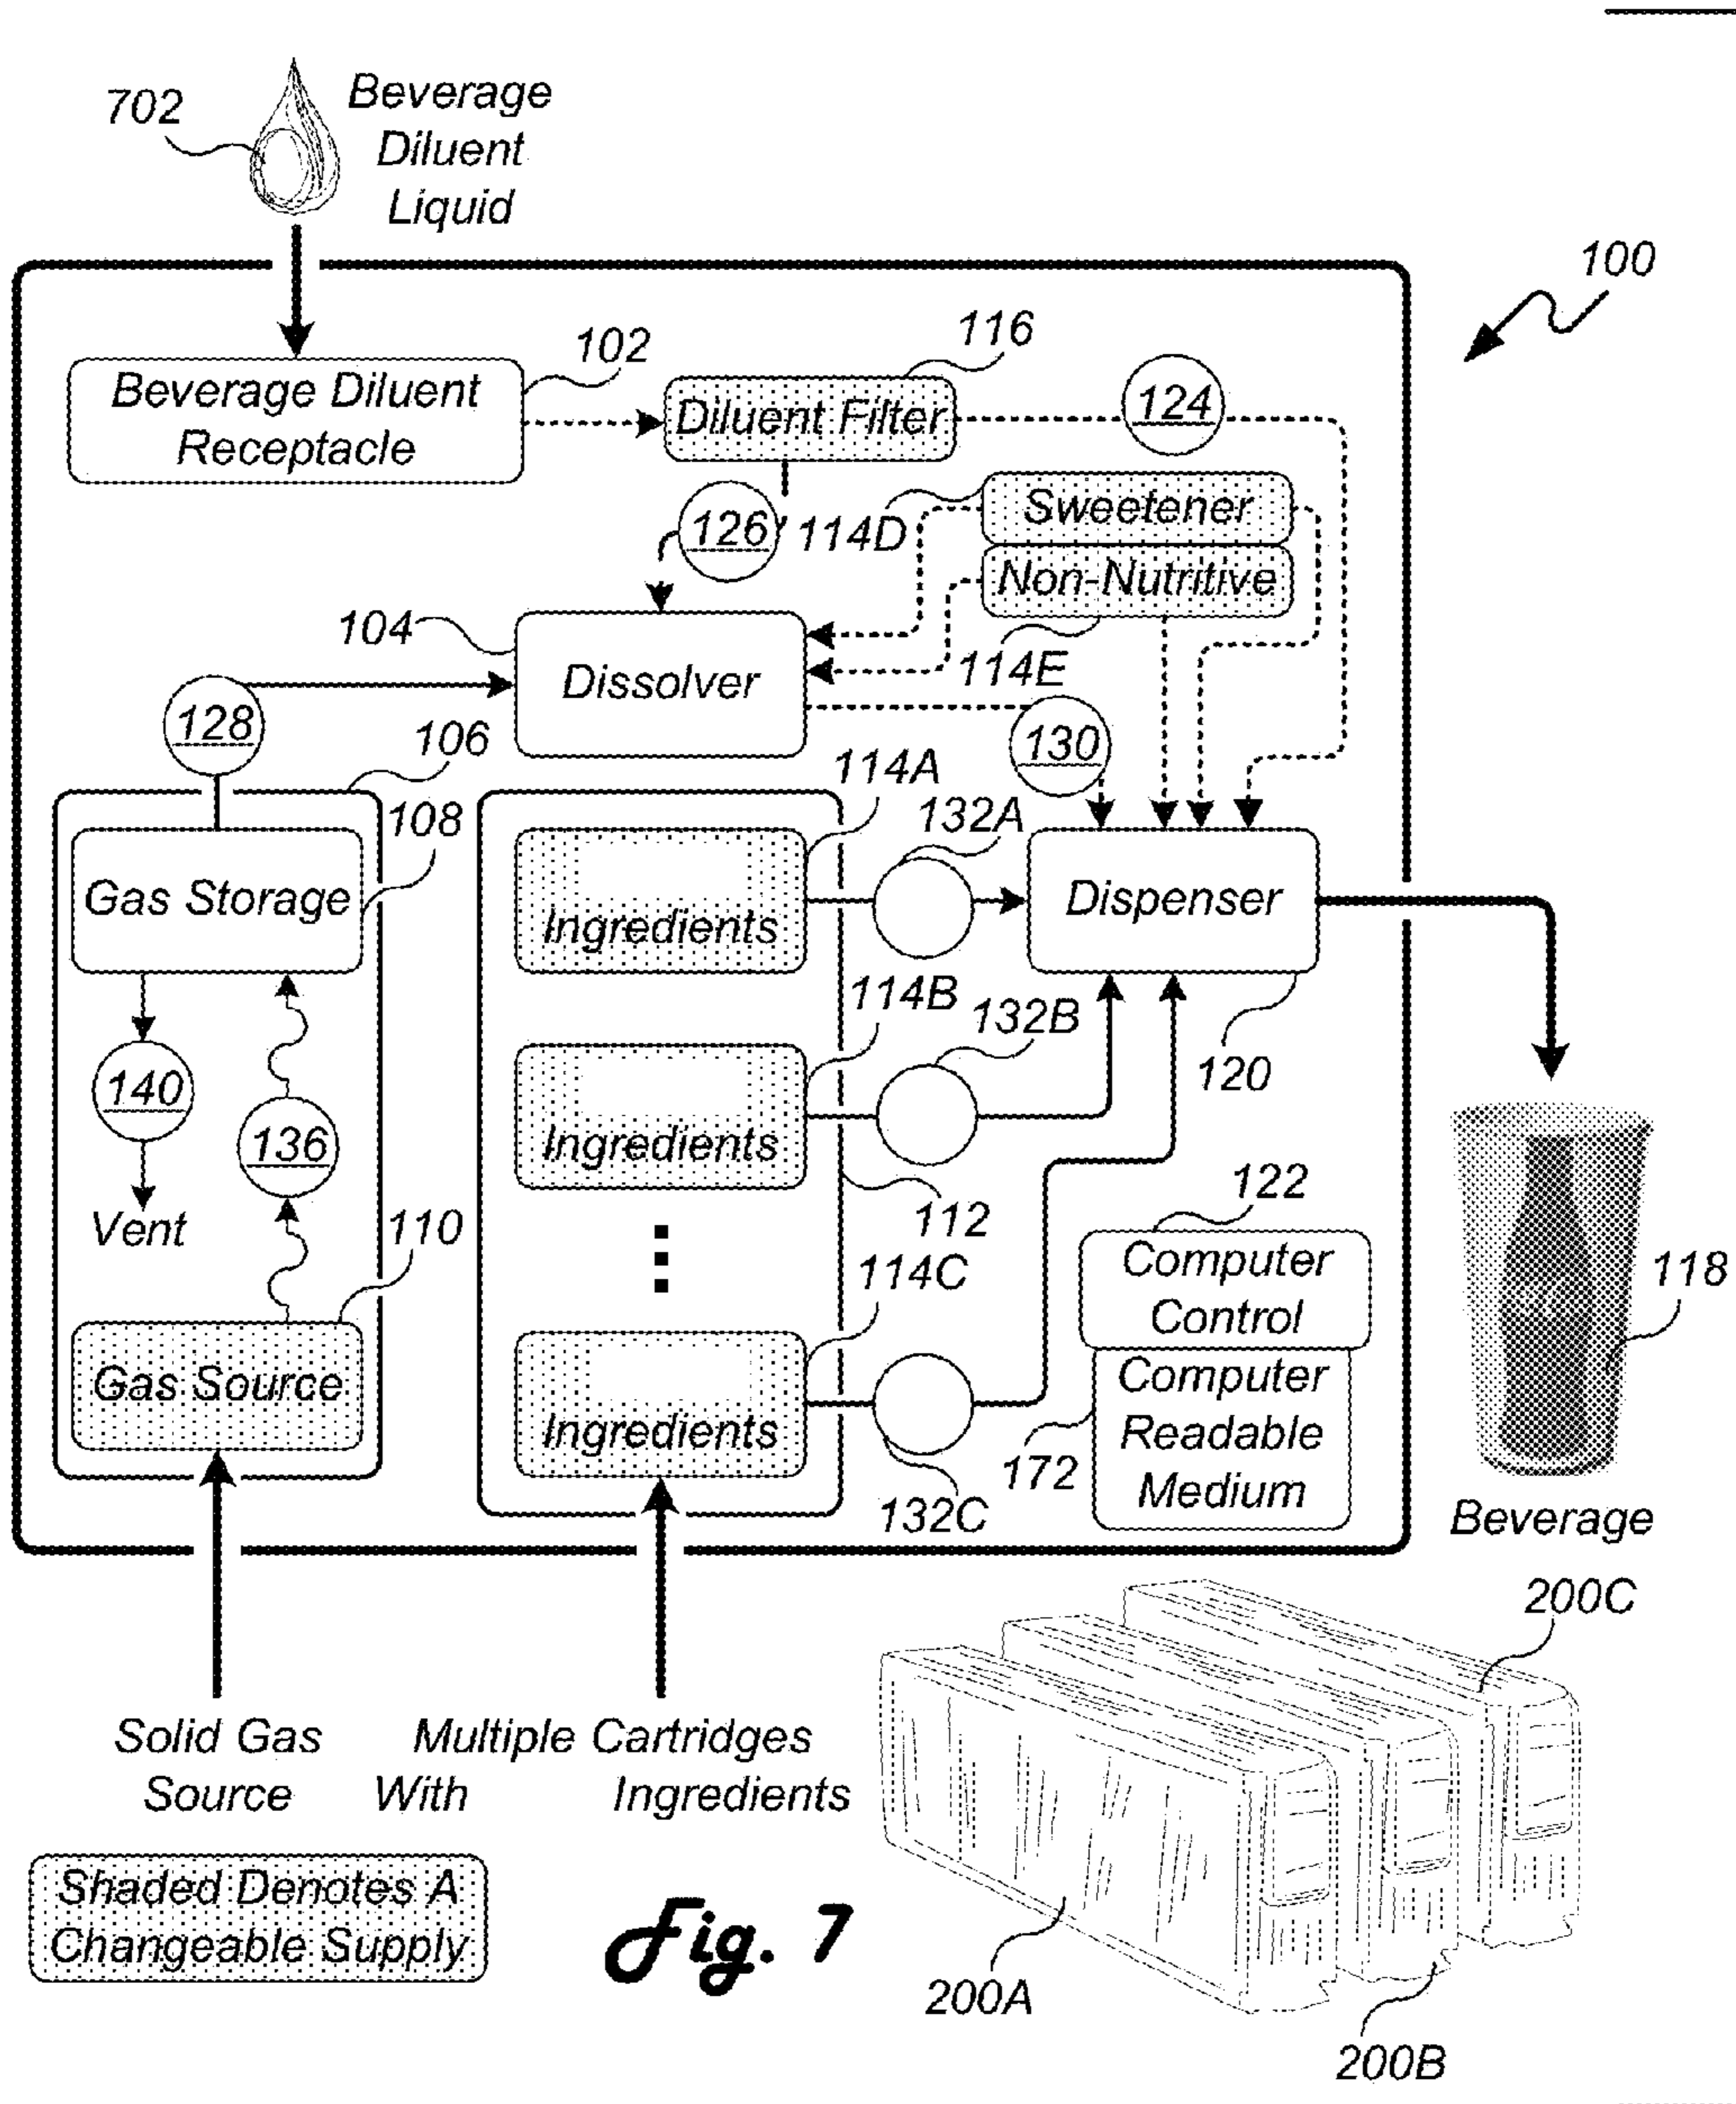 702
Beverage
Diluent
Liquid
100
102
116
Beverage Diluent
Receptacle
Diluent Filter
124
126
114D
Sweetener
Non-Nutritive
104
Dissolver
114E
128
106
130
108
114A
132A
Gas Storage
Ingredients
Dispenser
114B
132B
120
140
136
Ingredients
Vent
110
112
122
114C
Computer
Control
118
Gas Source
Ingredients
Computer
Readable
Medium
172
132C
Beverage
200C
Solid Gas
Source
Multiple Cartridges
With Ingredients
Shaded Denotes A
Changeable Supply
Fig. 7
200A
200B